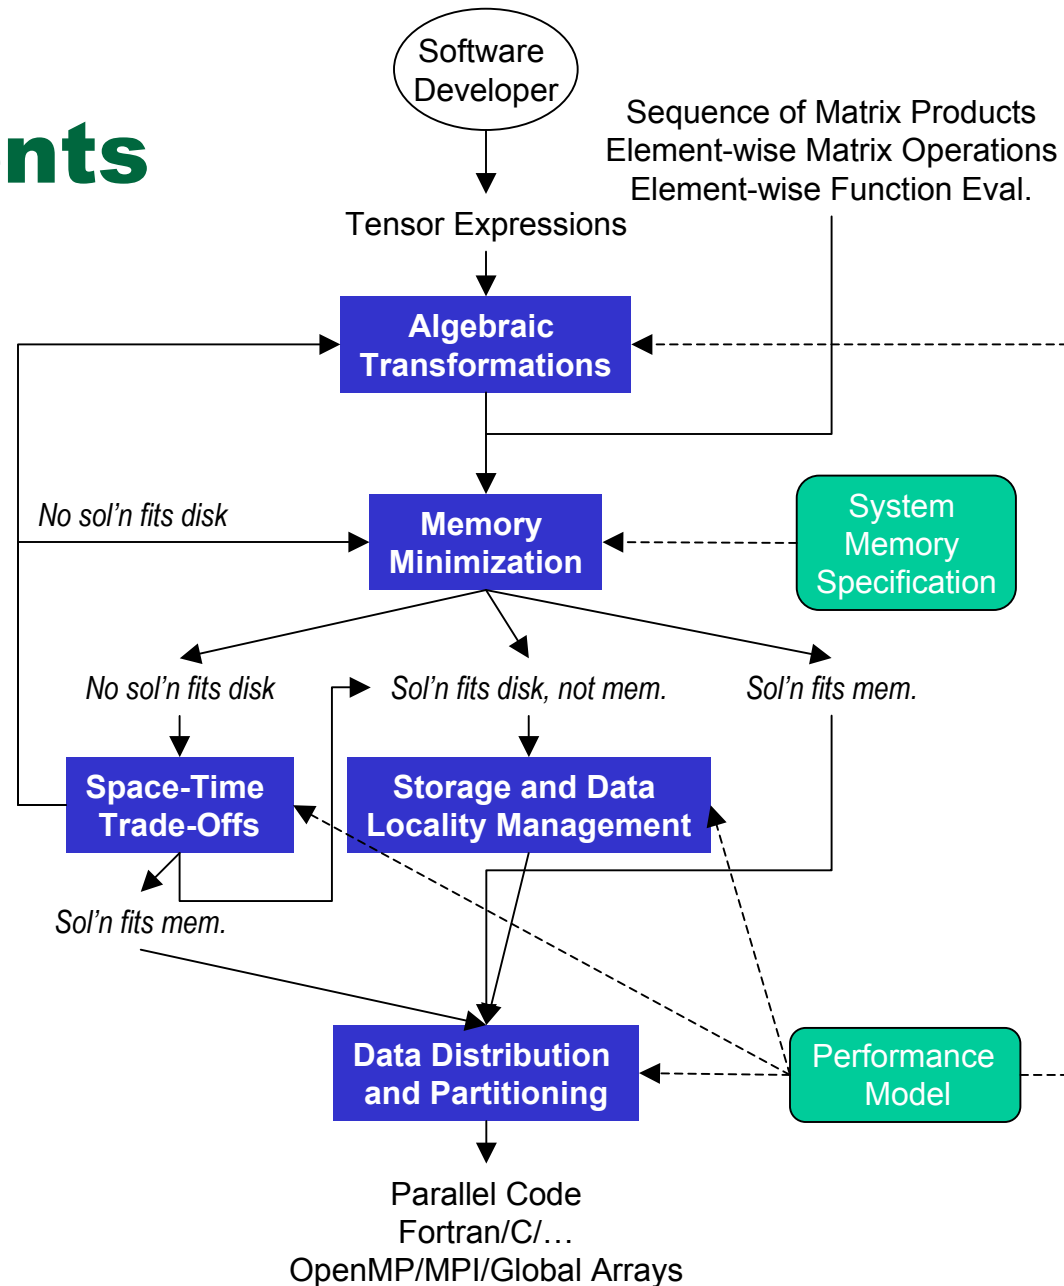 Software
Developer
nts
Sequence of Matrix Products
Element-wise Matrix Operations
Element-wise Function Eval.
Tensor Expressions
Algebraic
Transformations
No sol'n fits disk
Memory
Minimization
System
Memory
Specification
No sol'n fits disk
Sol'n fits disk, not mem.
Sol'n fits mem.
Space-Time
Trade-Offs
Storage and Data
Locality Management
Sol'n fits mem.
Data Distribution
and Partitioning
Performance
Model
Parallel Code
Fortran/C/…
OpenMP/MPI/Global Arrays